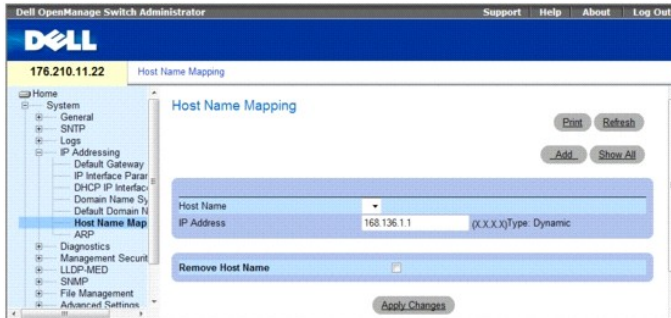 Dell OpenManage Switch Administrator
Support Help About Log Out
DELL
176.210.11.22
Host Name Mapping
Home
System
General
SNTP
Logs
IP Addressing
Default Gateway
IP Interface Parar
DHCP IP Interfac
Domain Name Sy
Default Domain N
Host Name Map
ARP
Diagnostics
Management Securit
LLDP-MED
SNMP
File Management
Advanced Settings
Host Name Mapping
Print Refresh
Add Show All
Host Name
IP Address 168.136.1.1 (X.X.X.X)Type: Dynamic
Remove Host Name
Apply Changes